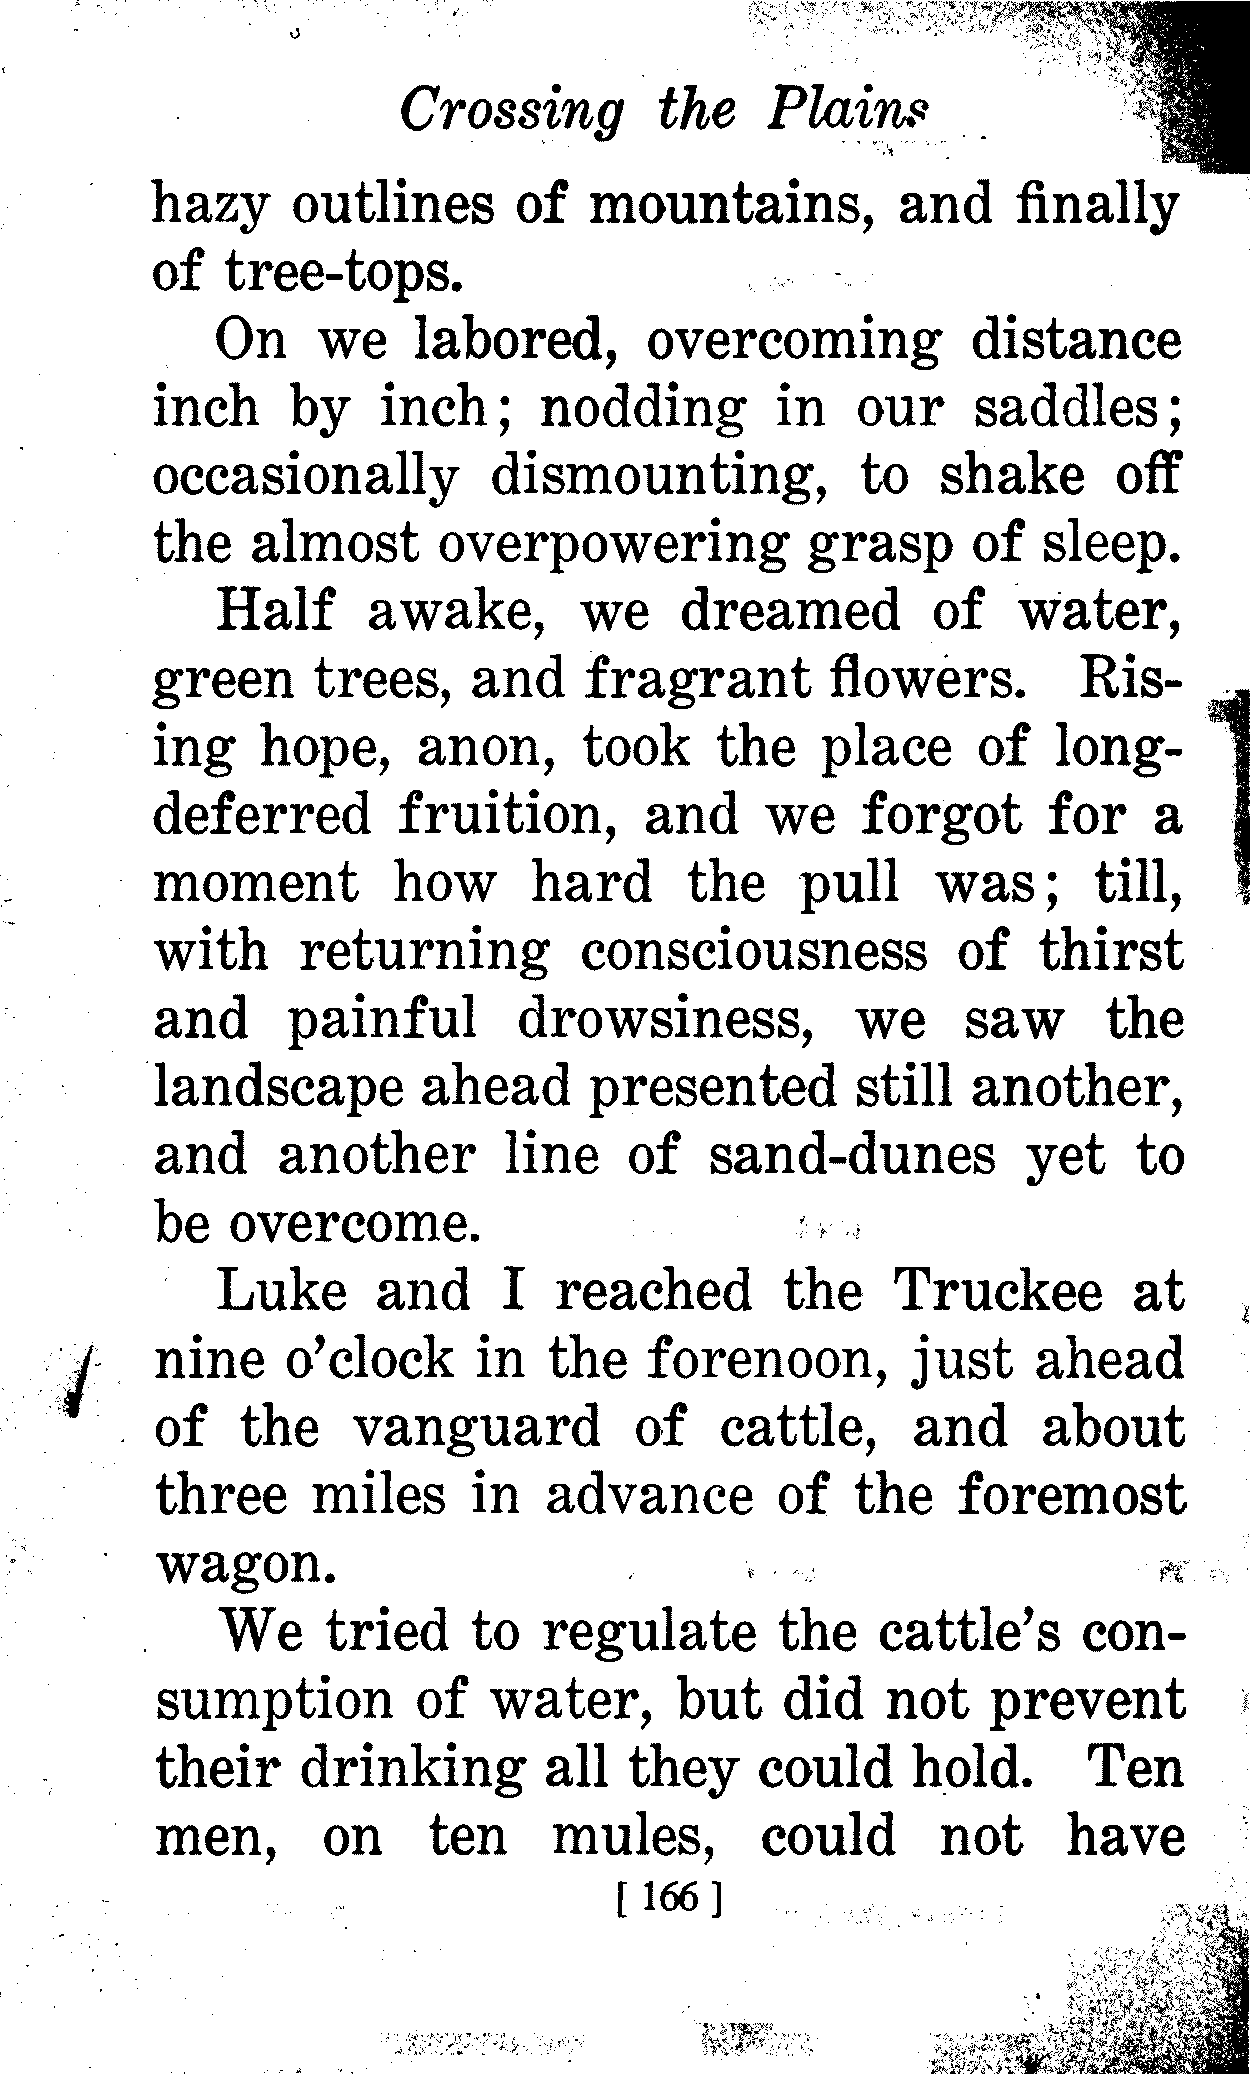 Crossing the Plains
hazy outlines of mountains, and finally
of tree-tops.
On we labored, overcoming distance
inch by inch; nodding in our saddles;
occasionally dismounting, to shake off
the almost overpowering grasp of sleep.
Half awake, we dreamed of water,
green trees, and fragrant flowers. Ris-
ing hope, anon, took the place of long-
deferred fruition, and we forgot for a
moment how hard the pull was; till,
with returning consciousness of thirst
and painful drowsiness, we saw the
landscape ahead presented still another,
and another line of sand-dunes yet to
be overcome.
Luke and I reached the Truckee at
nine o'clock in the forenoon, just ahead
of the vanguard of cattle, and about
three miles in advance of the foremost
wagon.
We tried to regulate the cattle's con-
sumption of water, but did not prevent
their drinking all they could hold. Ten
men, on ten mules, could not have
[ 166 ]